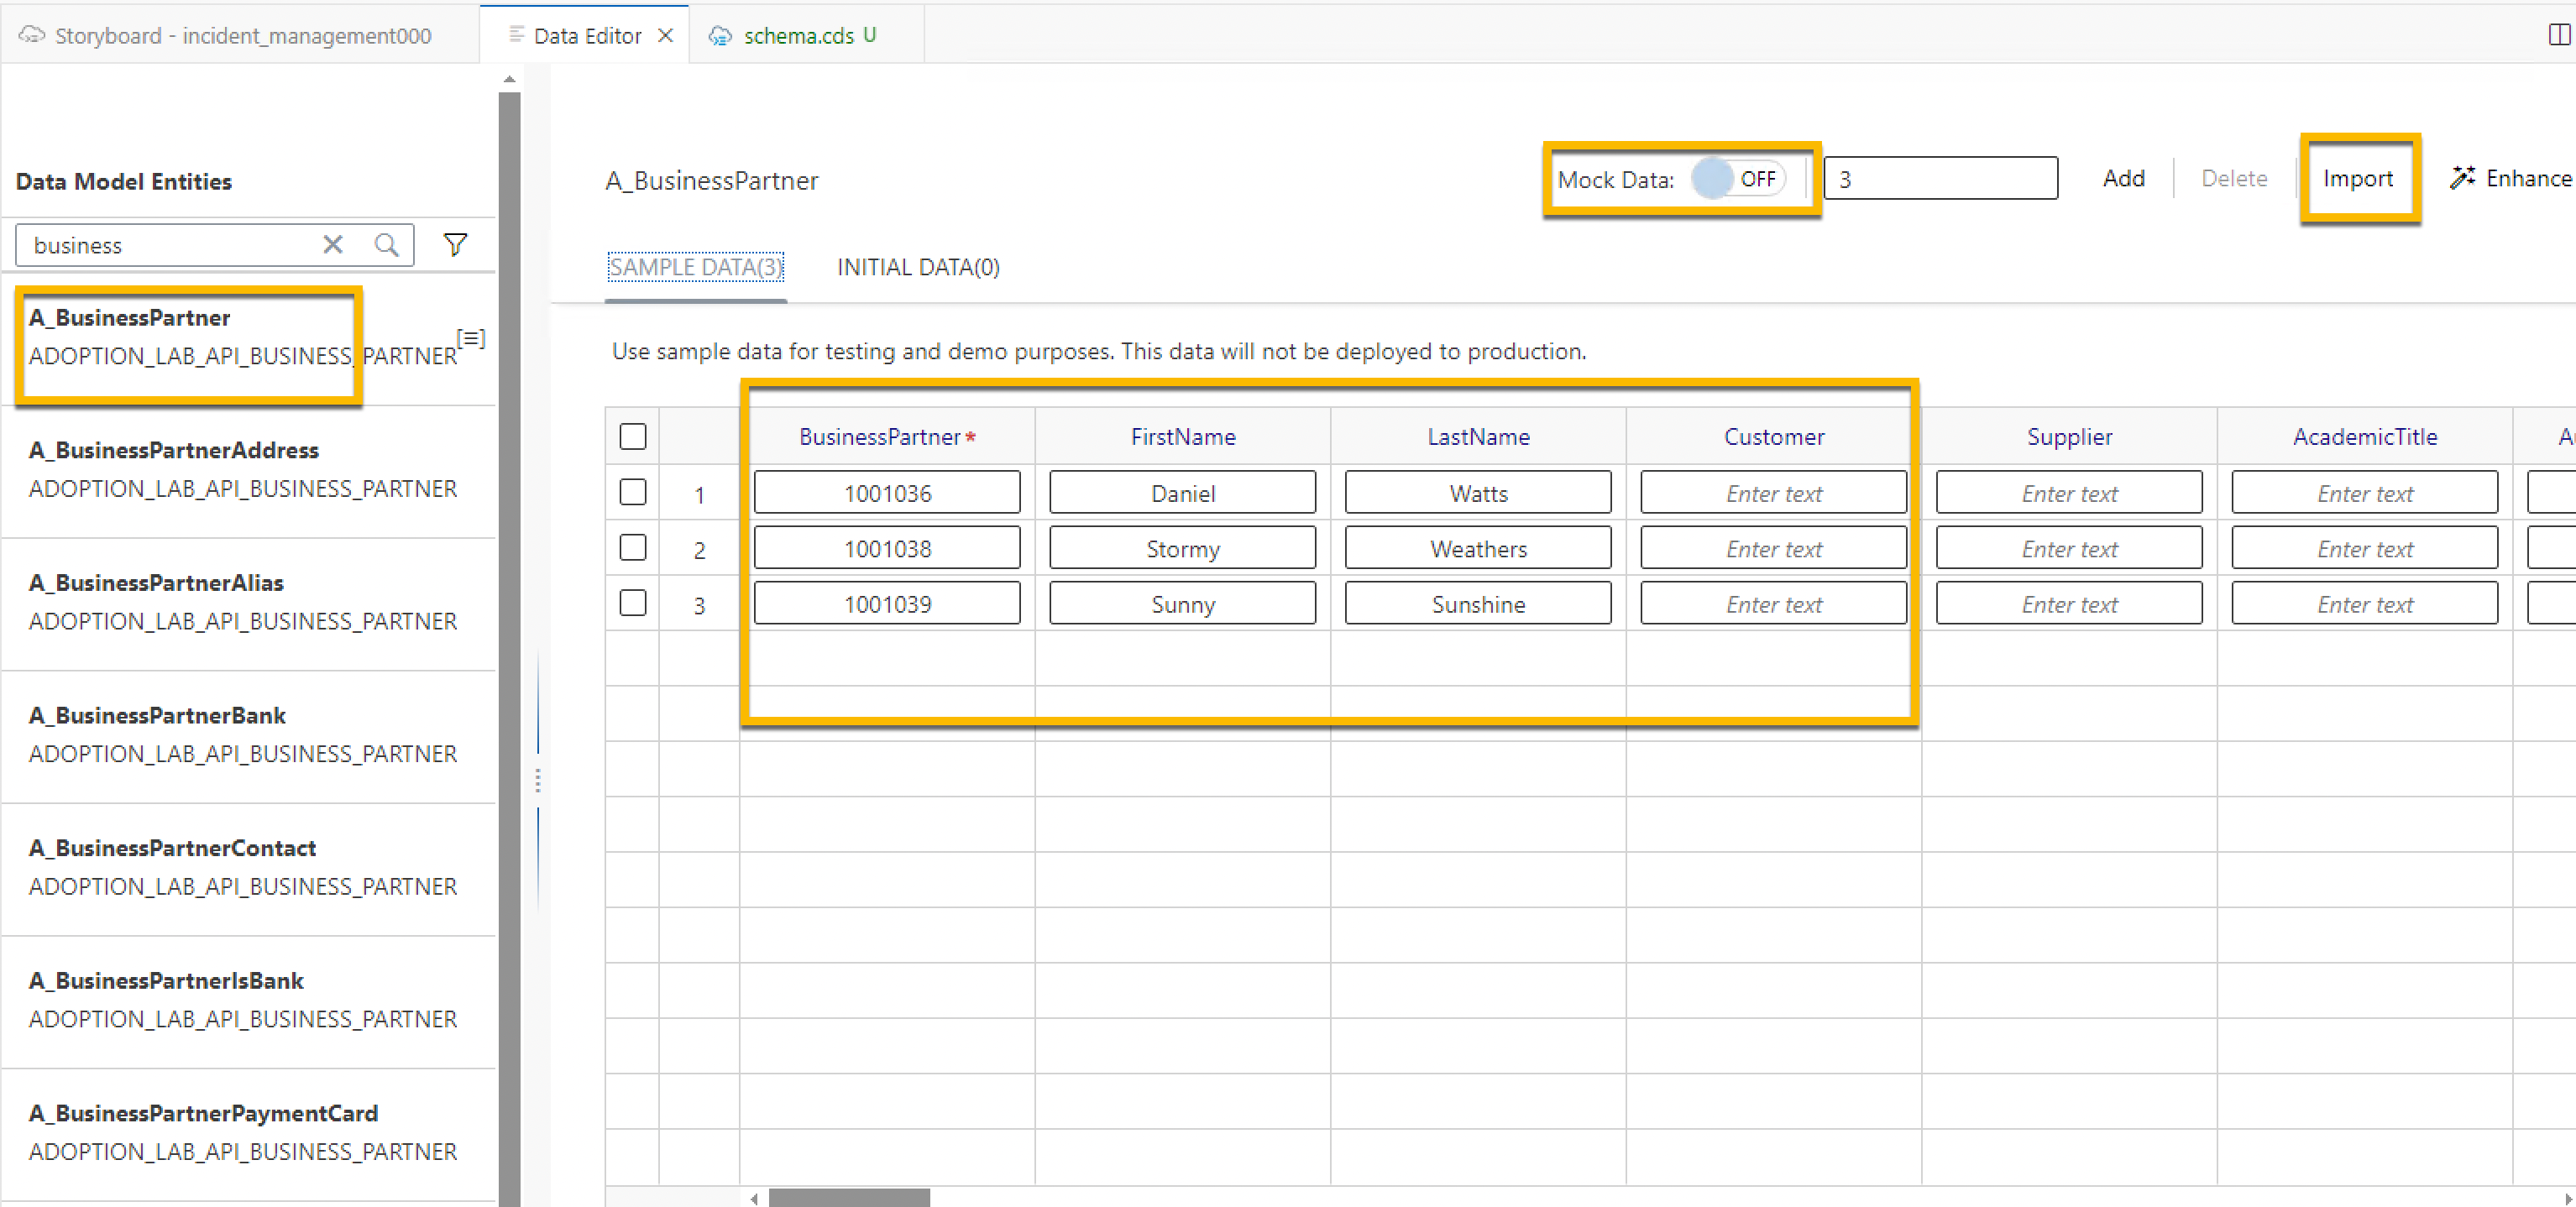 Storyboard - incident_management000
Data Editor
schema.cds U
Data Model Entities
business
A_BusinessPartner
ADOPTION_LAB_API_BUSINESS_PARTNER
A_BusinessPartnerAddress
ADOPTION_LAB_API_BUSINESS_PARTNER
A_BusinessPartnerAlias
ADOPTION_LAB_API_BUSINESS_PARTNER
A_BusinessPartnerBank
ADOPTION_LAB_API_BUSINESS_PARTNER
A_BusinessPartnerContact
ADOPTION_LAB_API_BUSINESS_PARTNER
A_BusinessPartnerIsBank
ADOPTION_LAB_API_BUSINESS_PARTNER
A_BusinessPartnerPaymentCard
ADOPTION_LAB_API_BUSINESS_PARTNER
A_BusinessPartner
Mock Data: OFF 3 Add Delete Import Enhance
SAMPLE DATA(3) INITIAL DATA(0)
Use sample data for testing and demo purposes. This data will not be deployed to production.
BusinessPartner* FirstName LastName Customer Supplier AcademicTitle
1 1001036 Daniel Watts Enter text Enter text Enter text
2 1001038 Stormy Weathers Enter text Enter text Enter text
3 1001039 Sunny Sunshine Enter text Enter text Enter text